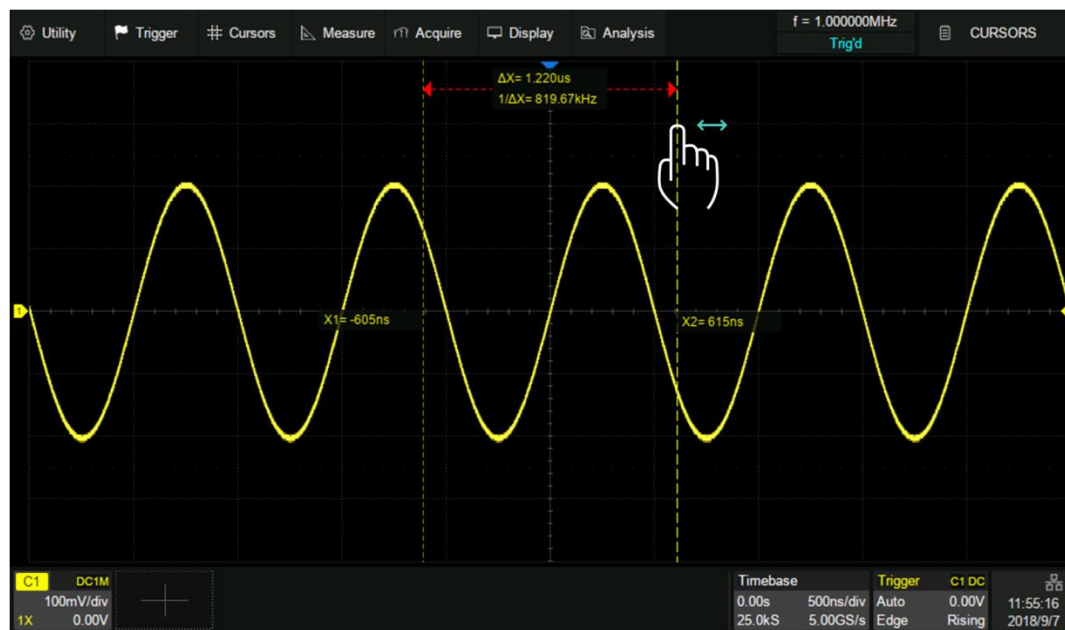 Utility Trigger Cursors Measure Acquire Display Analysis
f = 1.000000MHz
Trig'd
CURSORS
ΔX= 1.220us
1/ΔX= 819.67kHz
1
X1= -605ns
X2= 615ns
C1 DC1M
100mV/div
1X 0.00V
Timebase
0.00s 500ns/div
25.0kS 5.00GS/s
Trigger C1 DC
Auto 0.00V
Edge Rising
11:55:16
2018/9/7